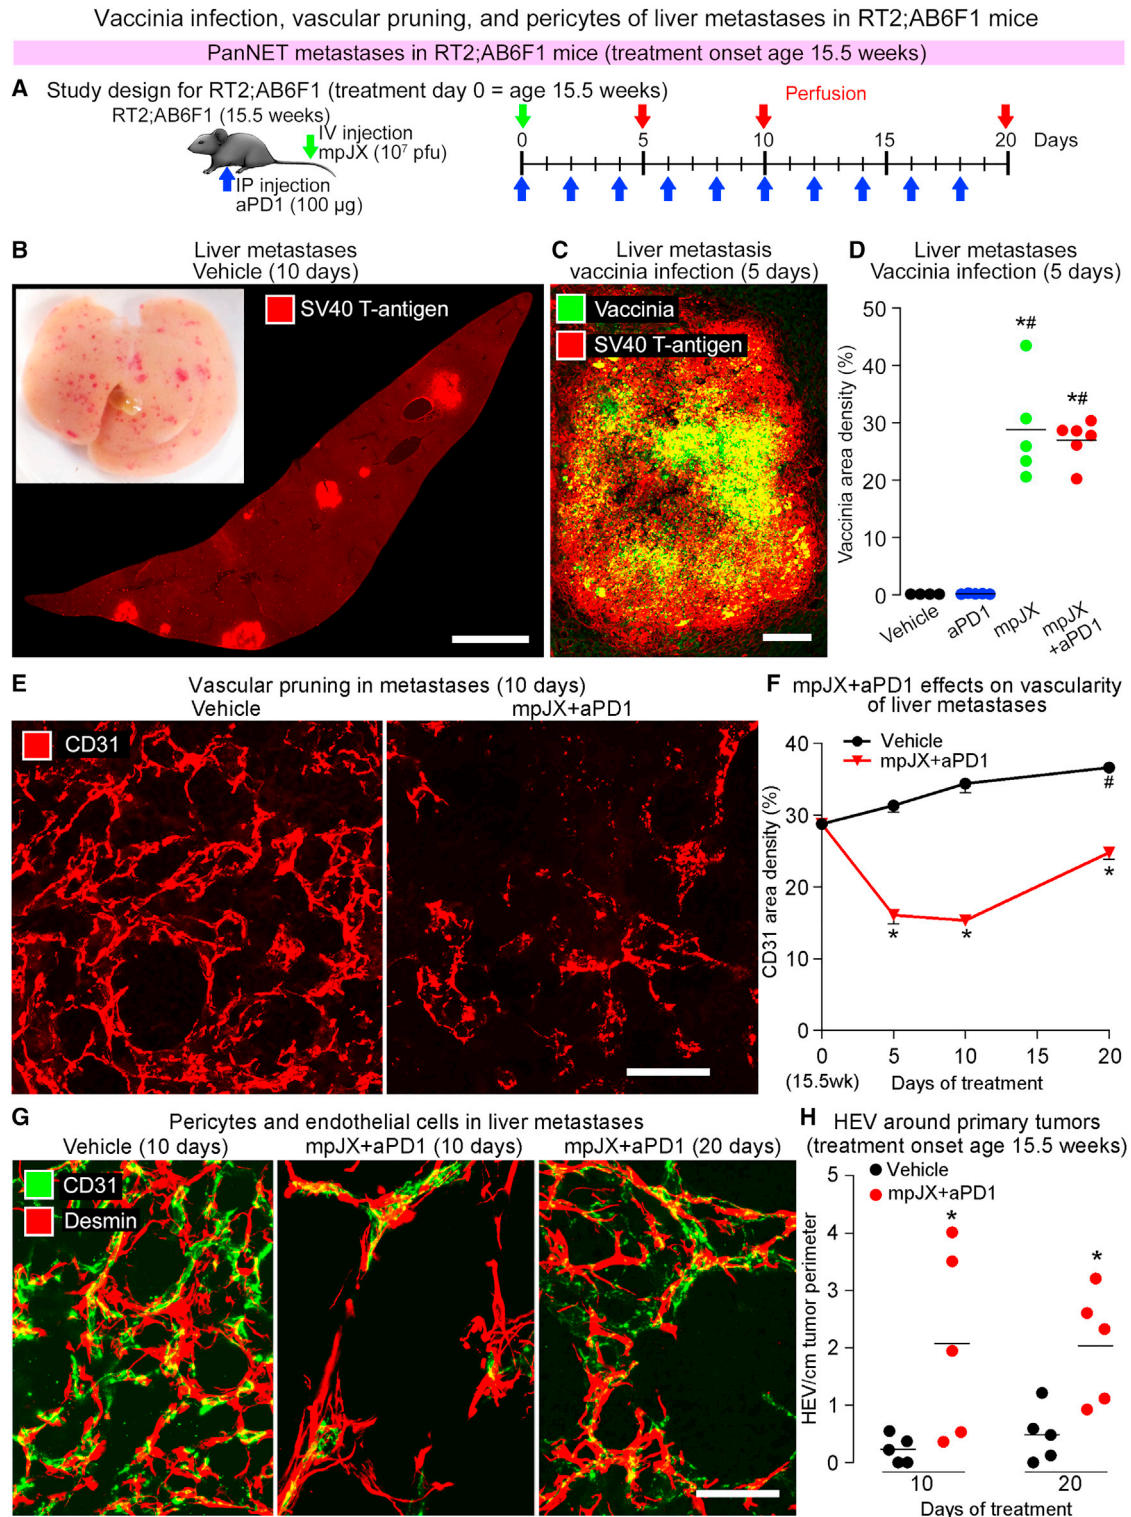 Vaccinia infection, vascular pruning, and pericytes of liver metastases in RT2;AB6F1 mice
PanNET metastases in RT2;AB6F1 mice (treatment onset age 15.5 weeks)
A Study design for RT2;AB6F1 (treatment day 0 = age 15.5 weeks)
RT2;AB6F1 (15.5 weeks)
IV injection
mpJX (10⁷ pfu)
IP injection
aPD1 (100 µg)
Perfusion
0 5 10 15 20 Days
B Liver metastases
Vehicle (10 days)
SV40 T-antigen
C Liver metastasis
vaccinia infection (5 days)
Vaccinia
SV40 T-antigen
D Liver metastases
Vaccinia infection (5 days)
Vaccinia area density (%)
50
40
30
20
10
0
*#
*#
Vehicle
aPD1
mpJX
mpJX
+aPD1
E Vascular pruning in metastases (10 days)
Vehicle mpJX+aPD1
CD31
F mpJX+aPD1 effects on vascularity
of liver metastases
Vehicle
mpJX+aPD1
CD31 area density (%)
40
30
20
10
0
#
*
*
*
0 5 10 15 20
(15.5wk) Days of treatment
G Pericytes and endothelial cells in liver metastases
Vehicle (10 days) mpJX+aPD1 (10 days) mpJX+aPD1 (20 days)
CD31
Desmin
H HEV around primary tumors
(treatment onset age 15.5 weeks)
Vehicle
mpJX+aPD1
HEV/cm tumor perimeter
5
4
3
2
1
0
*
*
10 20
Days of treatment